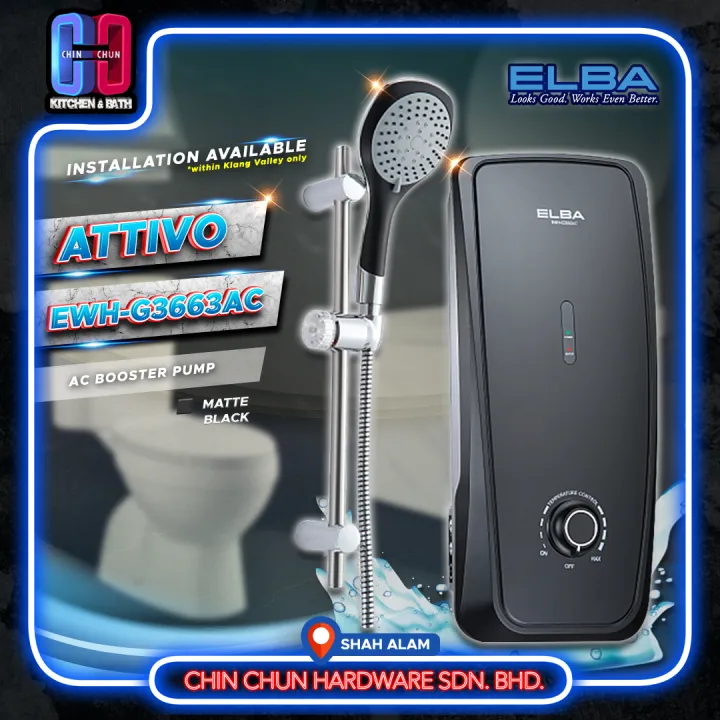 CHIN CHUN
KITCHEN & BATH
ELBA
Looks Good. Works Even Better.
INSTALLATION AVAILABLE
*within Klang Valley only
ATTIVO
EWH-G3663AC
AC BOOSTER PUMP
MATTE
BLACK
ELBA
TEMPERATURE CONTROL
ON
OFF
MAX
SHAH ALAM
CHIN CHUN HARDWARE SDN. BHD.